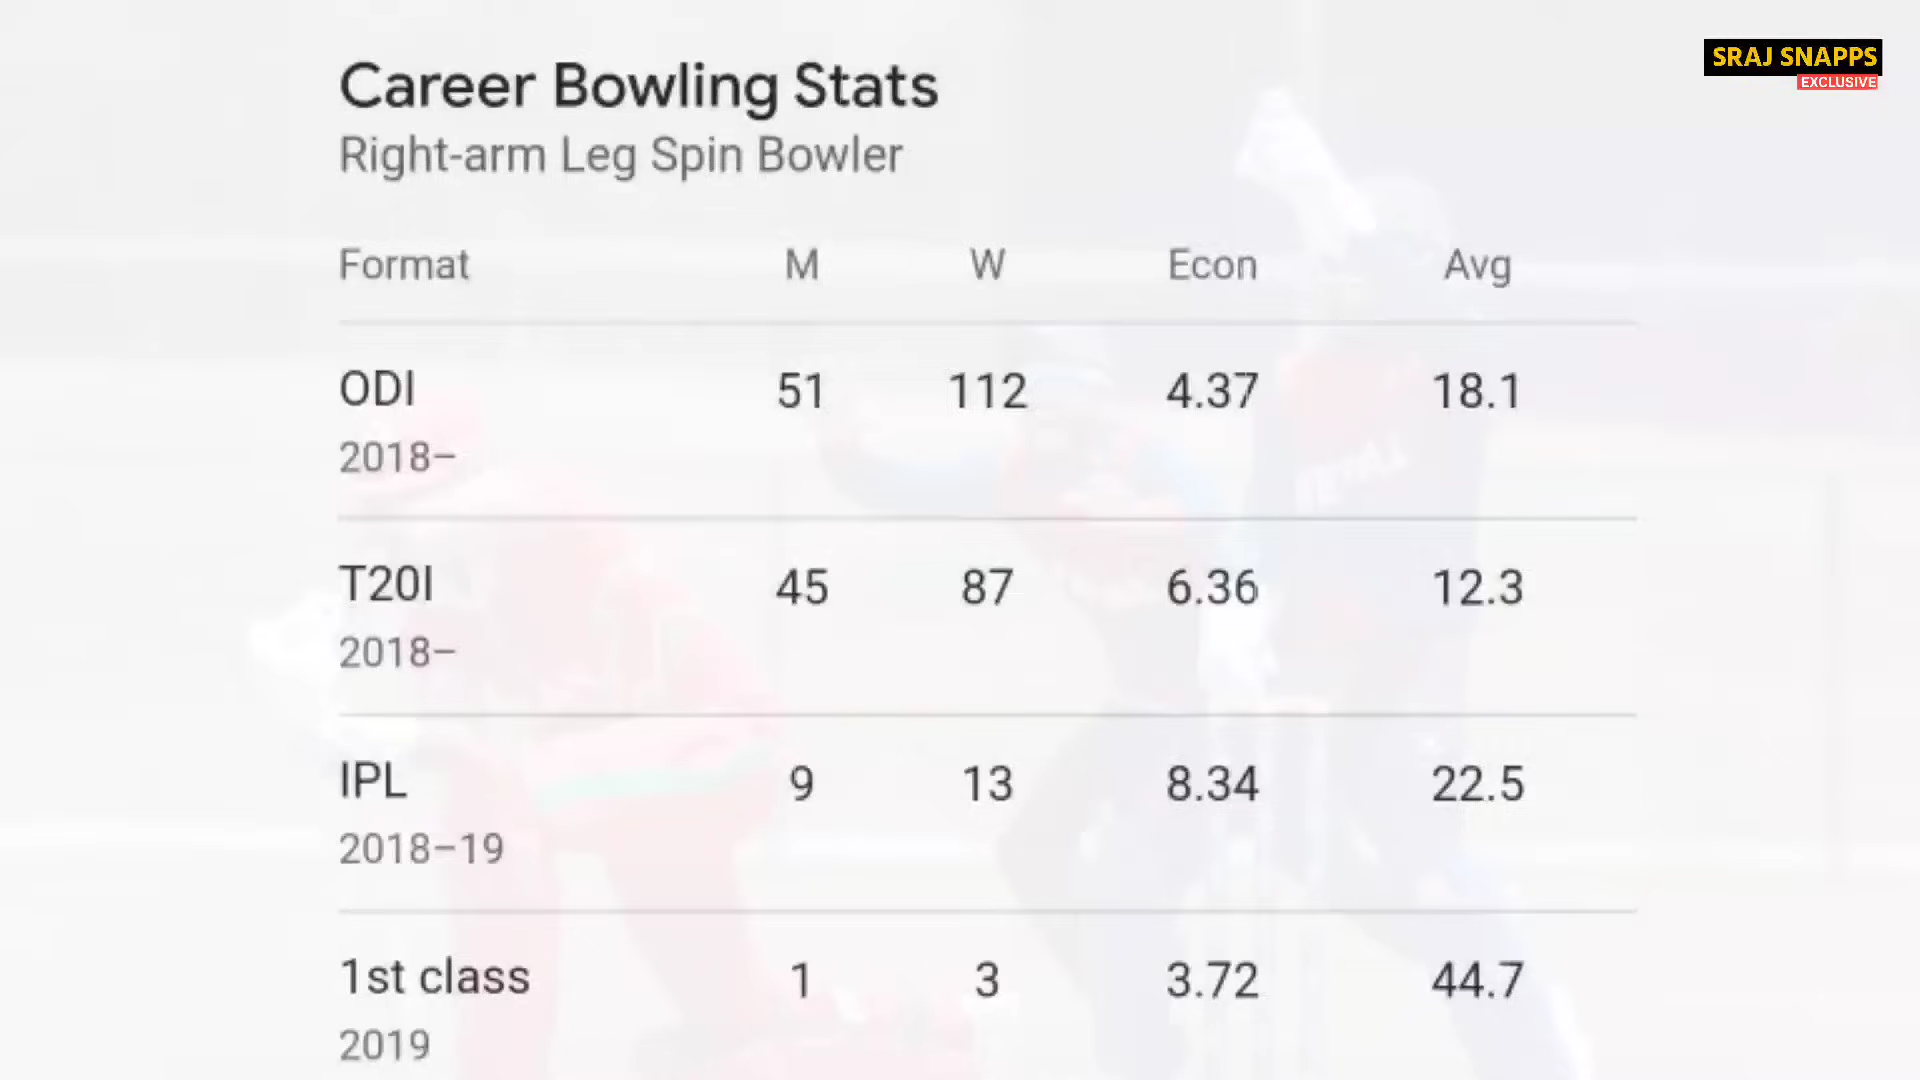 SRAJ SNAPPS
EXCLUSIVE
Career Bowling Stats
Right-arm Leg Spin Bowler
Format M W Econ Avg
ODI 51 112 4.37 18.1
2018–
T20I 45 87 6.36 12.3
2018–
IPL 9 13 8.34 22.5
2018–19
1st class 1 3 3.72 44.7
2019